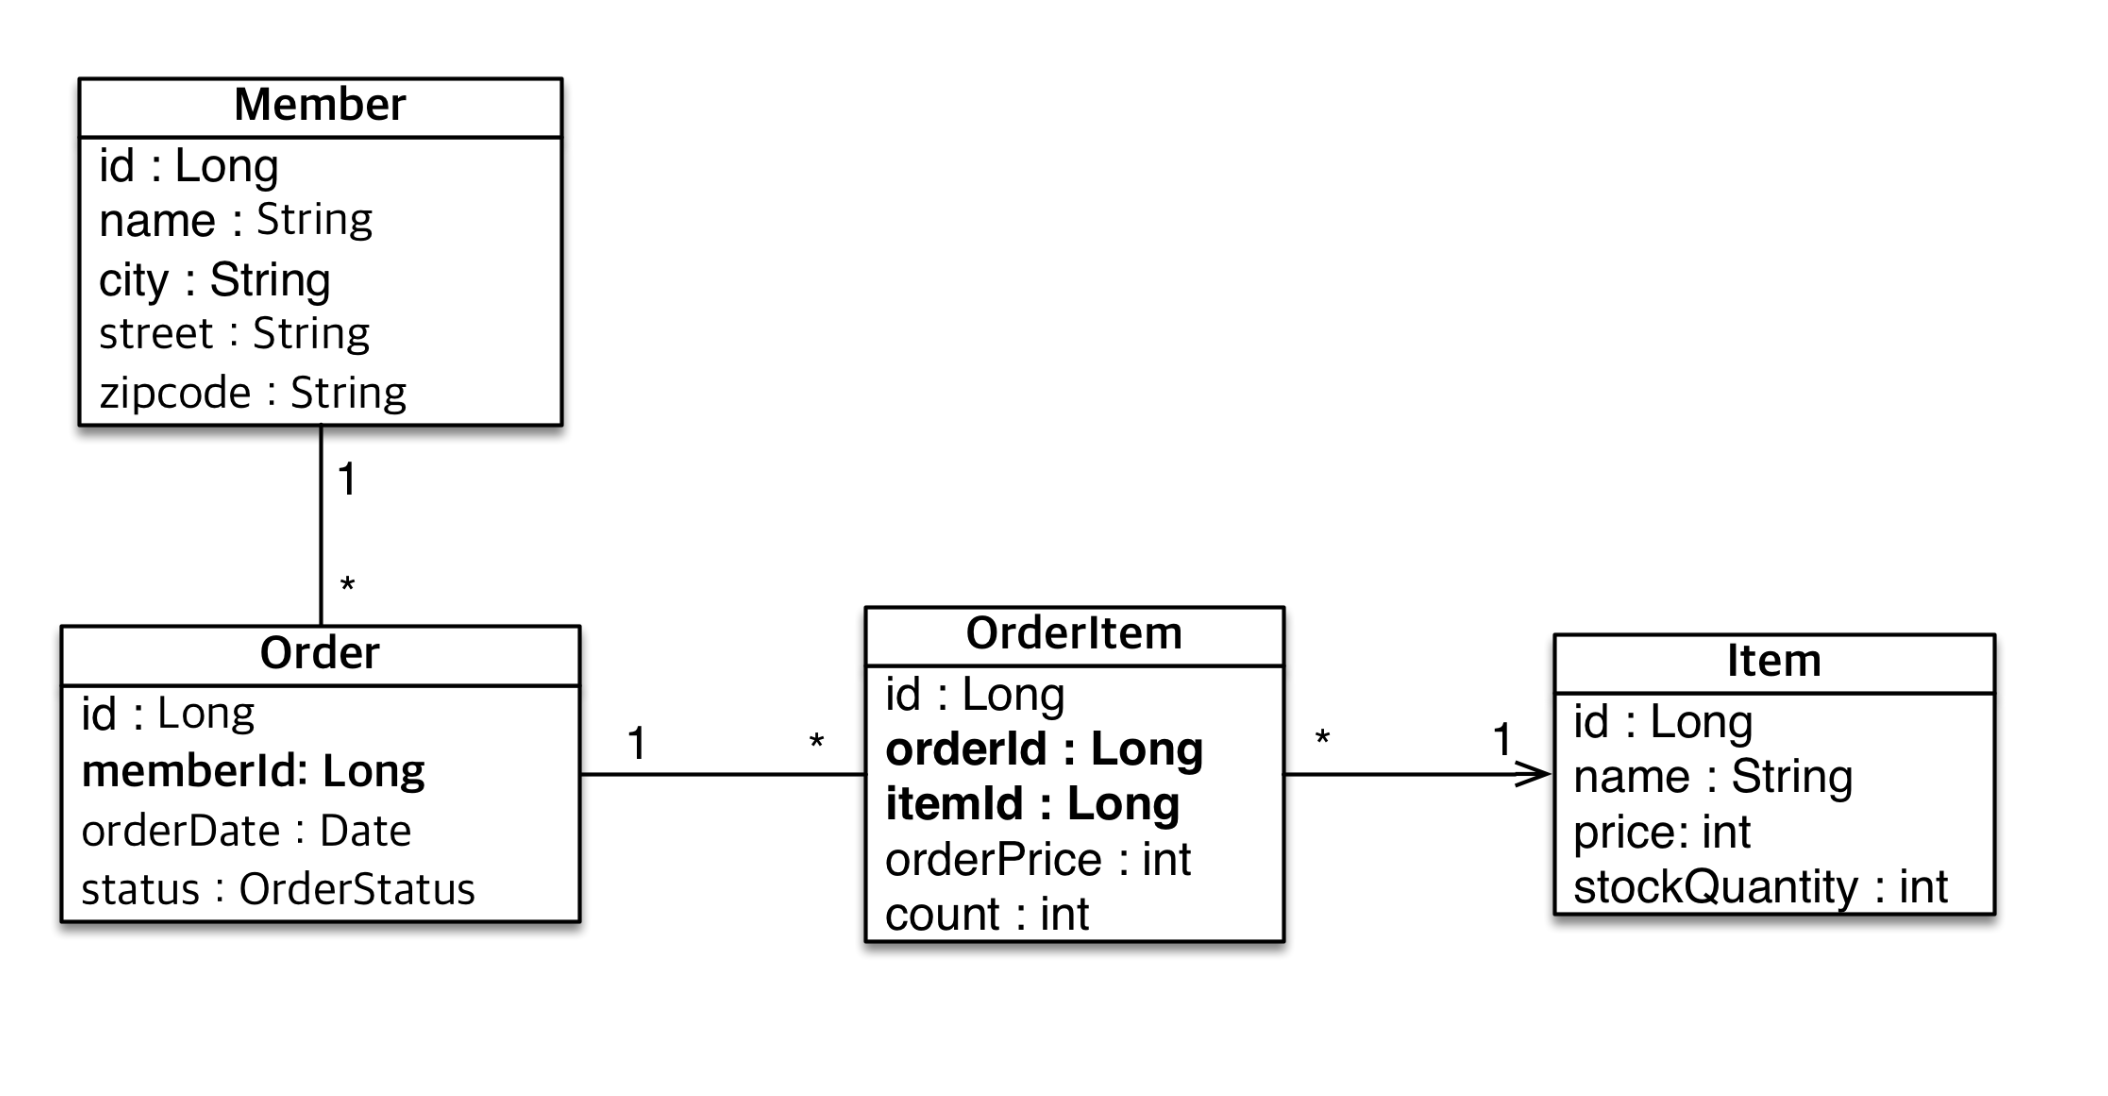 Member
id : Long
name : String
city : String
street : String
zipcode : String
1
*
Order
id : Long
memberId: Long
orderDate : Date
status : OrderStatus
1
*
OrderItem
id : Long
orderId : Long
itemId : Long
orderPrice : int
count : int
*
1
Item
id : Long
name : String
price: int
stockQuantity : int